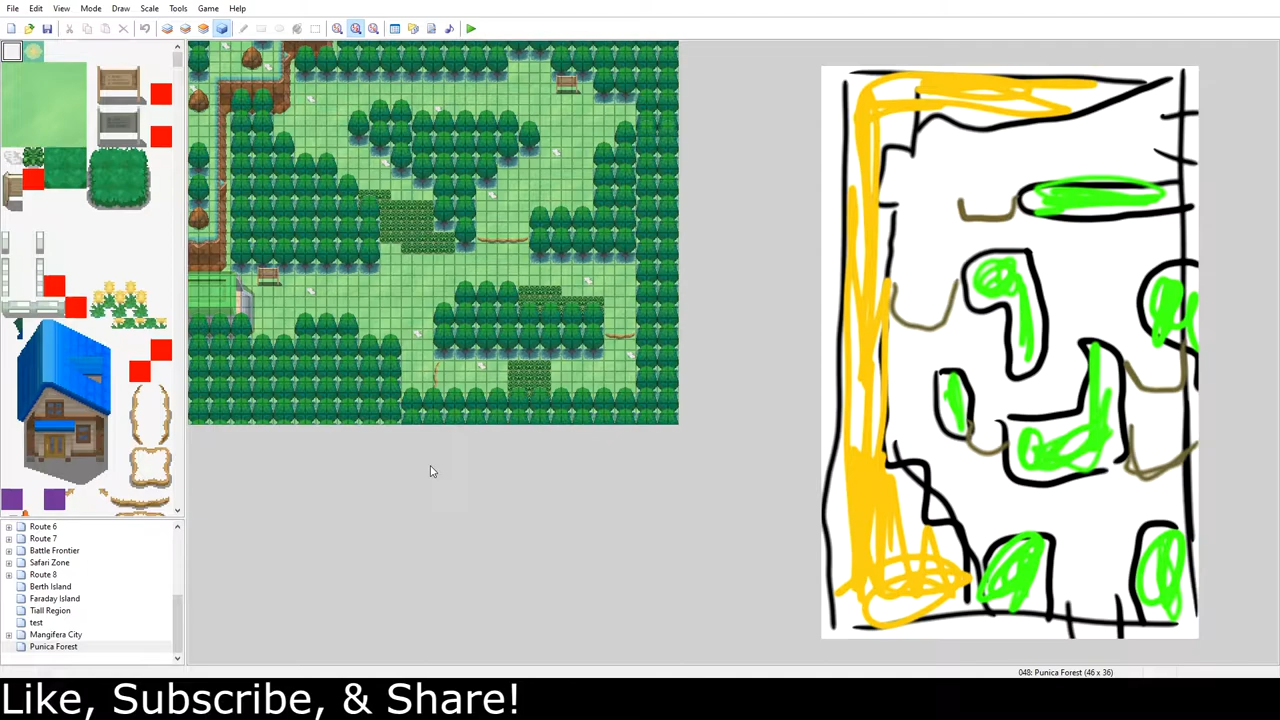 File Edit View Mode Draw Scale Tools Game Help
Route 6
Route 7
Battle Frontier
Safari Zone
Route 8
Berth Island
Faraday Island
Tiall Region
test
Mangifera City
Punica Forest
048: Punica Forest (46 x 36)
Like, Subscribe, & Share!